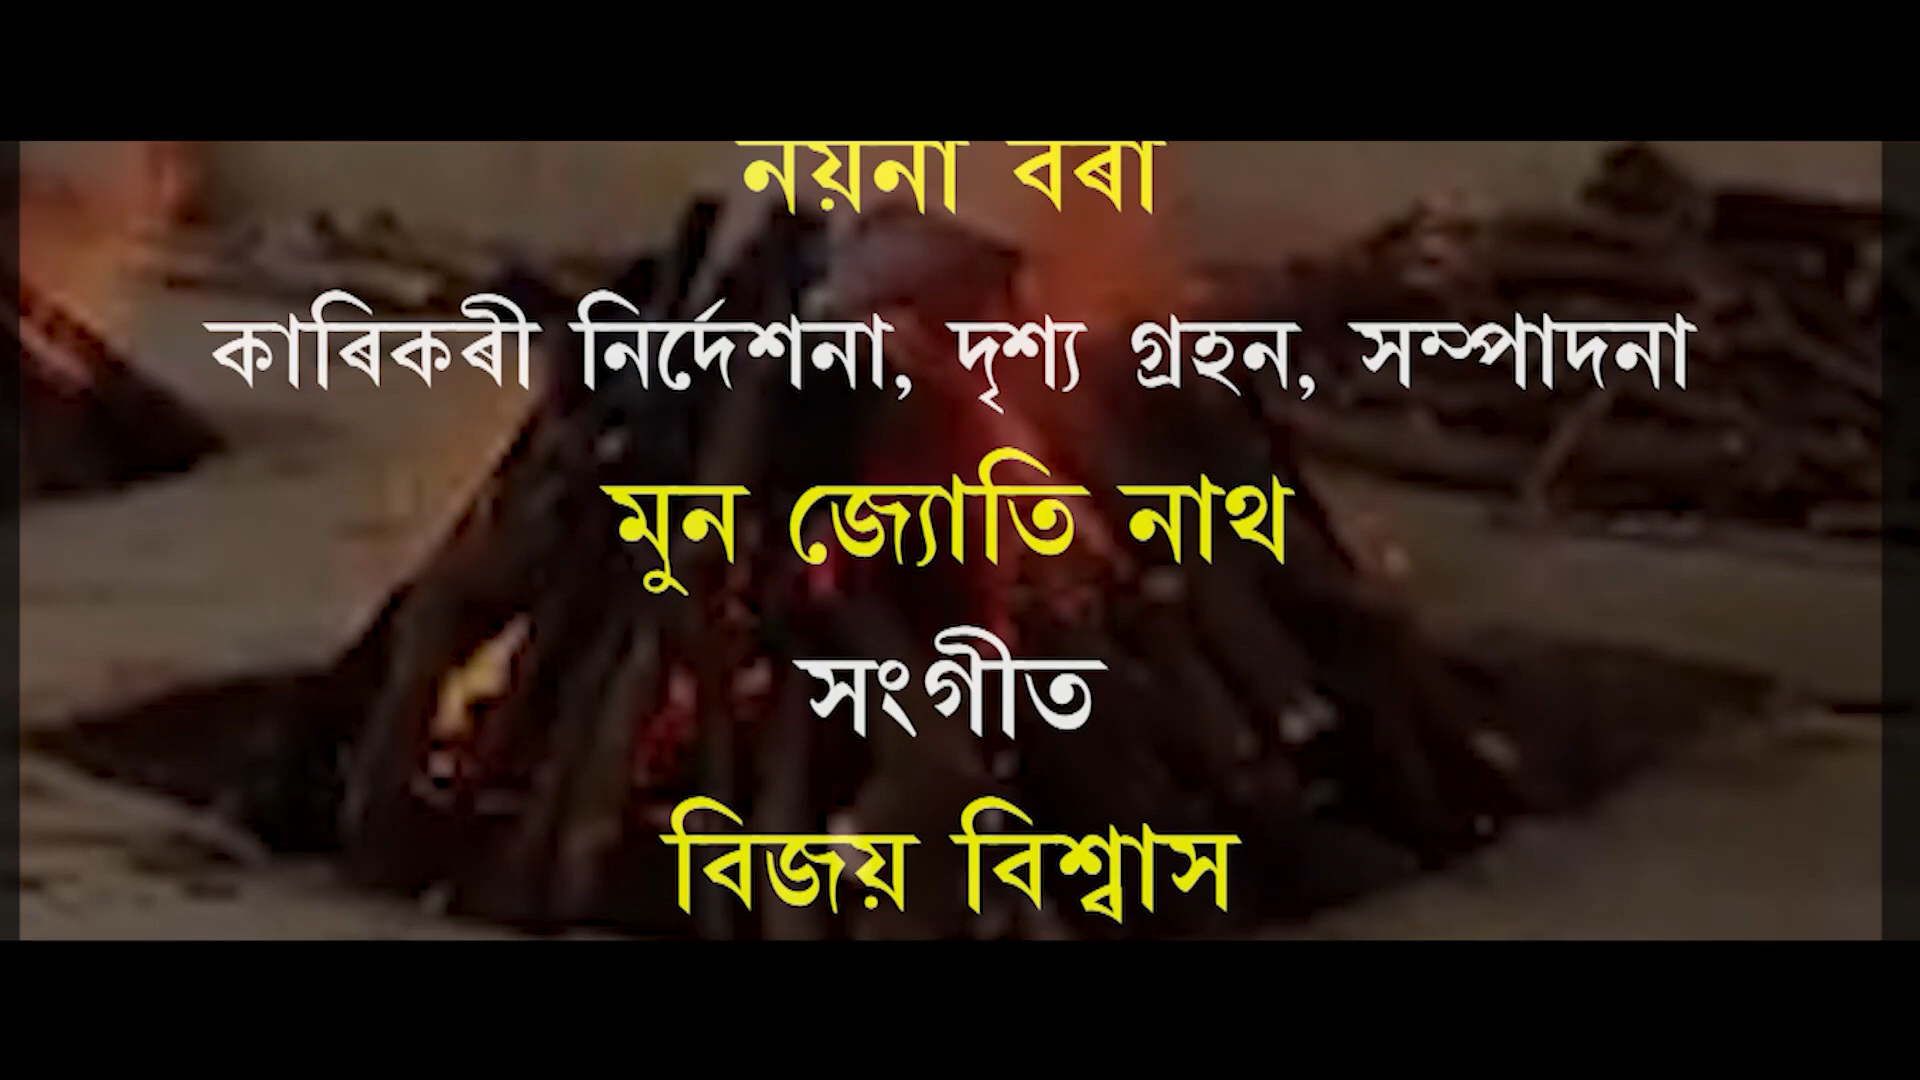 নয়না বৰা
কাৰিকৰী নিৰ্দেশনা, দৃশ্য গ্ৰহন, সম্পাদনা
মুন জ্যোতি নাথ
সংগীত
বিজয় বিশ্বাস